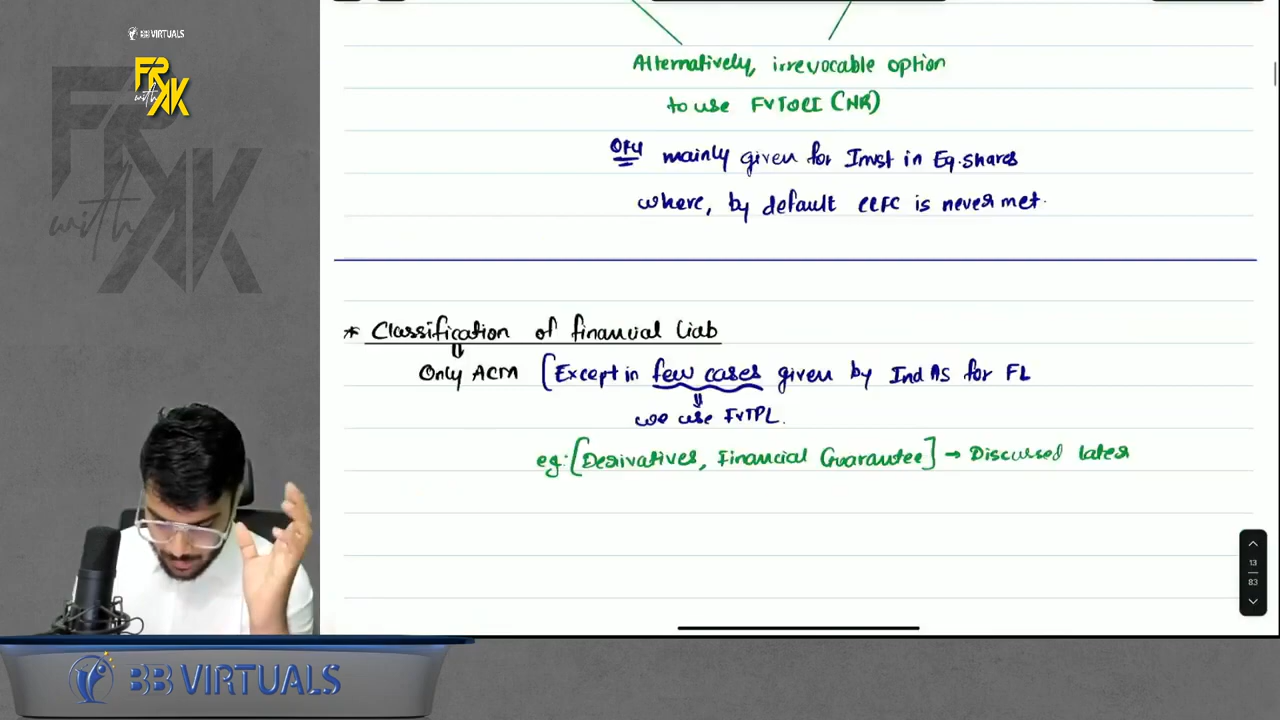 BB VIRTUALS
FR
with
AK
FR
with
AK
Alternatively, irrevocable option
to use FVTOCI (NR)
mainly given for Invst in Eq. shares
where, by default CCFC is never met.
* Classification of financial Liab
Only ACM [Except in few cases given by Ind AS for FL
we use FVTPL.
eg:- [Derivatives, Financial Guarantee] → Discussed later
13
83
BB VIRTUALS